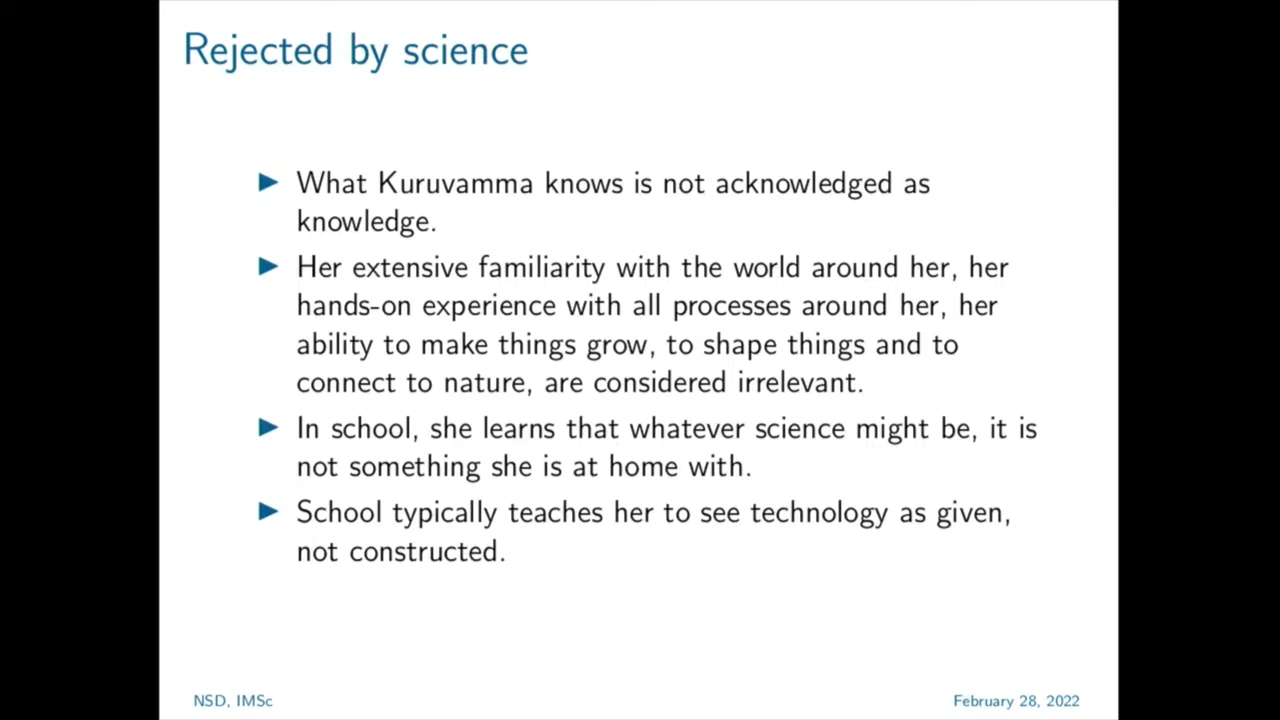 Rejected by science
What Kuruvamma knows is not acknowledged as
knowledge.
Her extensive familiarity with the world around her, her
hands-on experience with all processes around her, her
ability to make things grow, to shape things and to
connect to nature, are considered irrelevant.
In school, she learns that whatever science might be, it is
not something she is at home with.
School typically teaches her to see technology as given,
not constructed.
NSD, IMSc
February 28, 2022